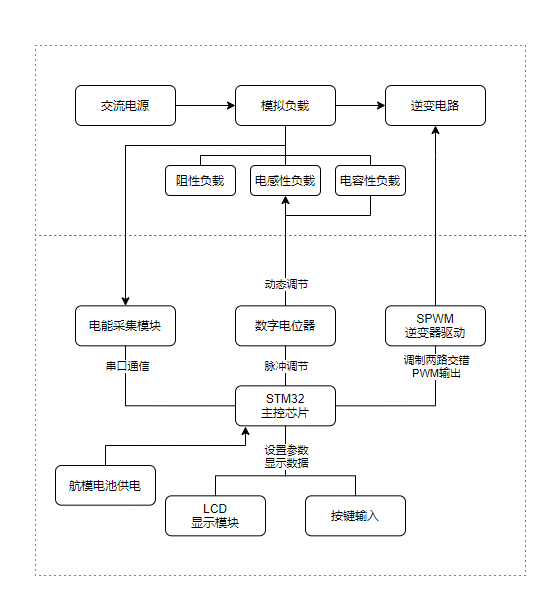 交流电源
模拟负载
逆变电路
阻性负载
电感性负载
电容性负载
动态调节
电能采集模块
数字电位器
SPWM
逆变器驱动
串口通信
脉冲调节
调制两路交错
PWM输出
STM32
主控芯片
设置参数
显示数据
航模电池供电
LCD
显示模块
按键输入